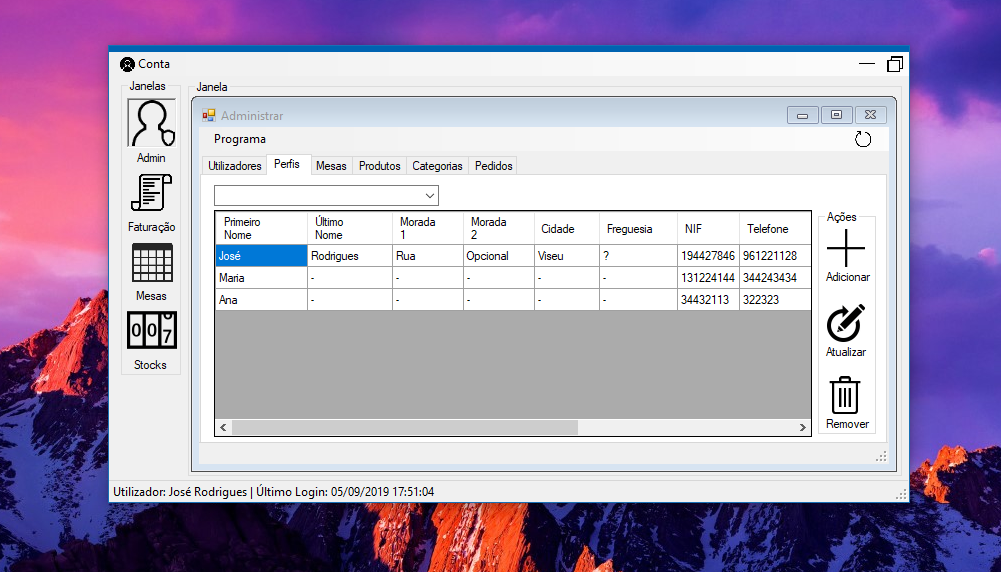 Conta
Janelas
Admin
Faturação
Mesas
007
Stocks
Janela
Administrar
Programa
Utilizadores Perfis Mesas Produtos Categorias Pedidos
Primeiro Nome Último Nome Morada 1 Morada 2 Cidade Freguesia NIF Telefone
José Rodrigues Rua Opcional Viseu ? 194427846 961221128
Maria - - - - - 131224144 344243434
Ana - - - - - 34432113 322323
Ações
Adicionar
Atualizar
Remover
Utilizador: José Rodrigues | Último Login: 05/09/2019 17:51:04